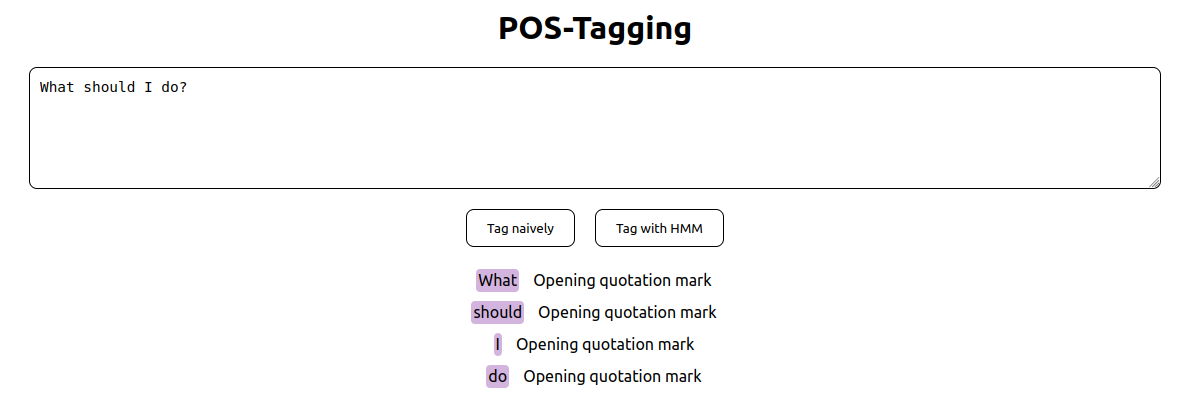 POS-Tagging
What should I do?
Tag naively Tag with HMM
What Opening quotation mark
should Opening quotation mark
I Opening quotation mark
do Opening quotation mark